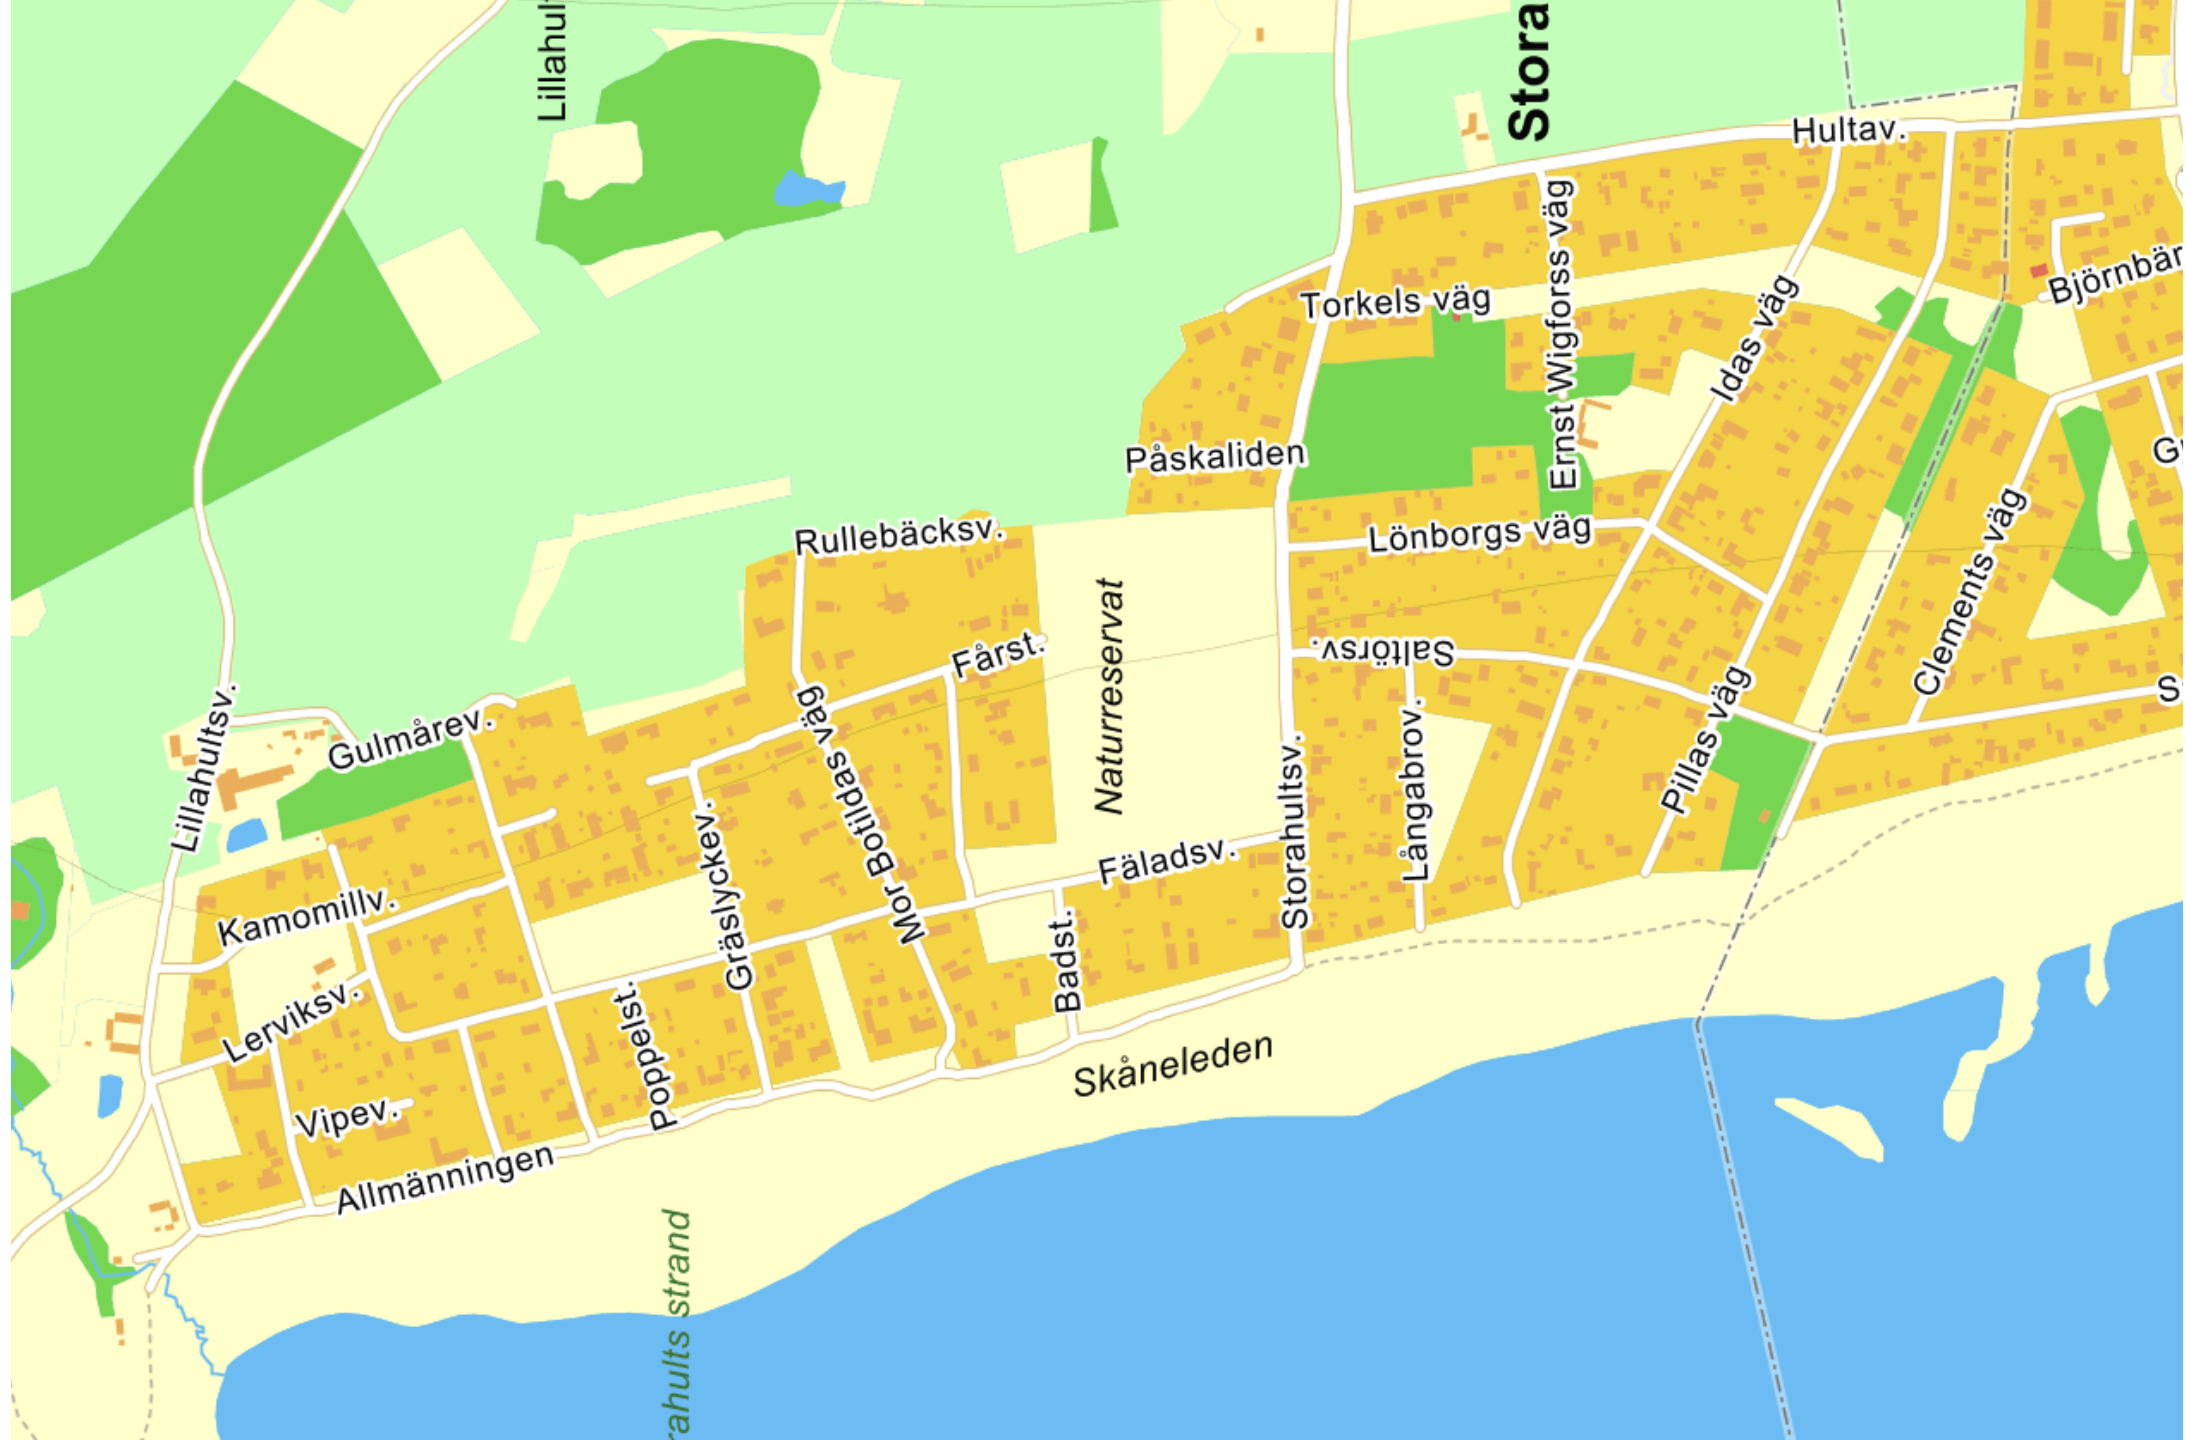 Lillahul
Stora
Hultav.
Ernst Wigforss väg
Björnbär
Torkels väg
Idas väg
Påskaliden
G
Rullebäcksv.
Lönborgs väg
Clements väg
Fårst.
Naturreservat
Saltörsv.
Lillahultsv.
Gulmårev.
Mor Botildas väg
Storahultsv.
Långabrov.
Pillas väg
S
Gräslyckev.
Fäladsv.
Kamomillv.
Badst.
Lerviksv.
Poppelst.
Skåneleden
Vipev.
Allmänningen
rahults strand